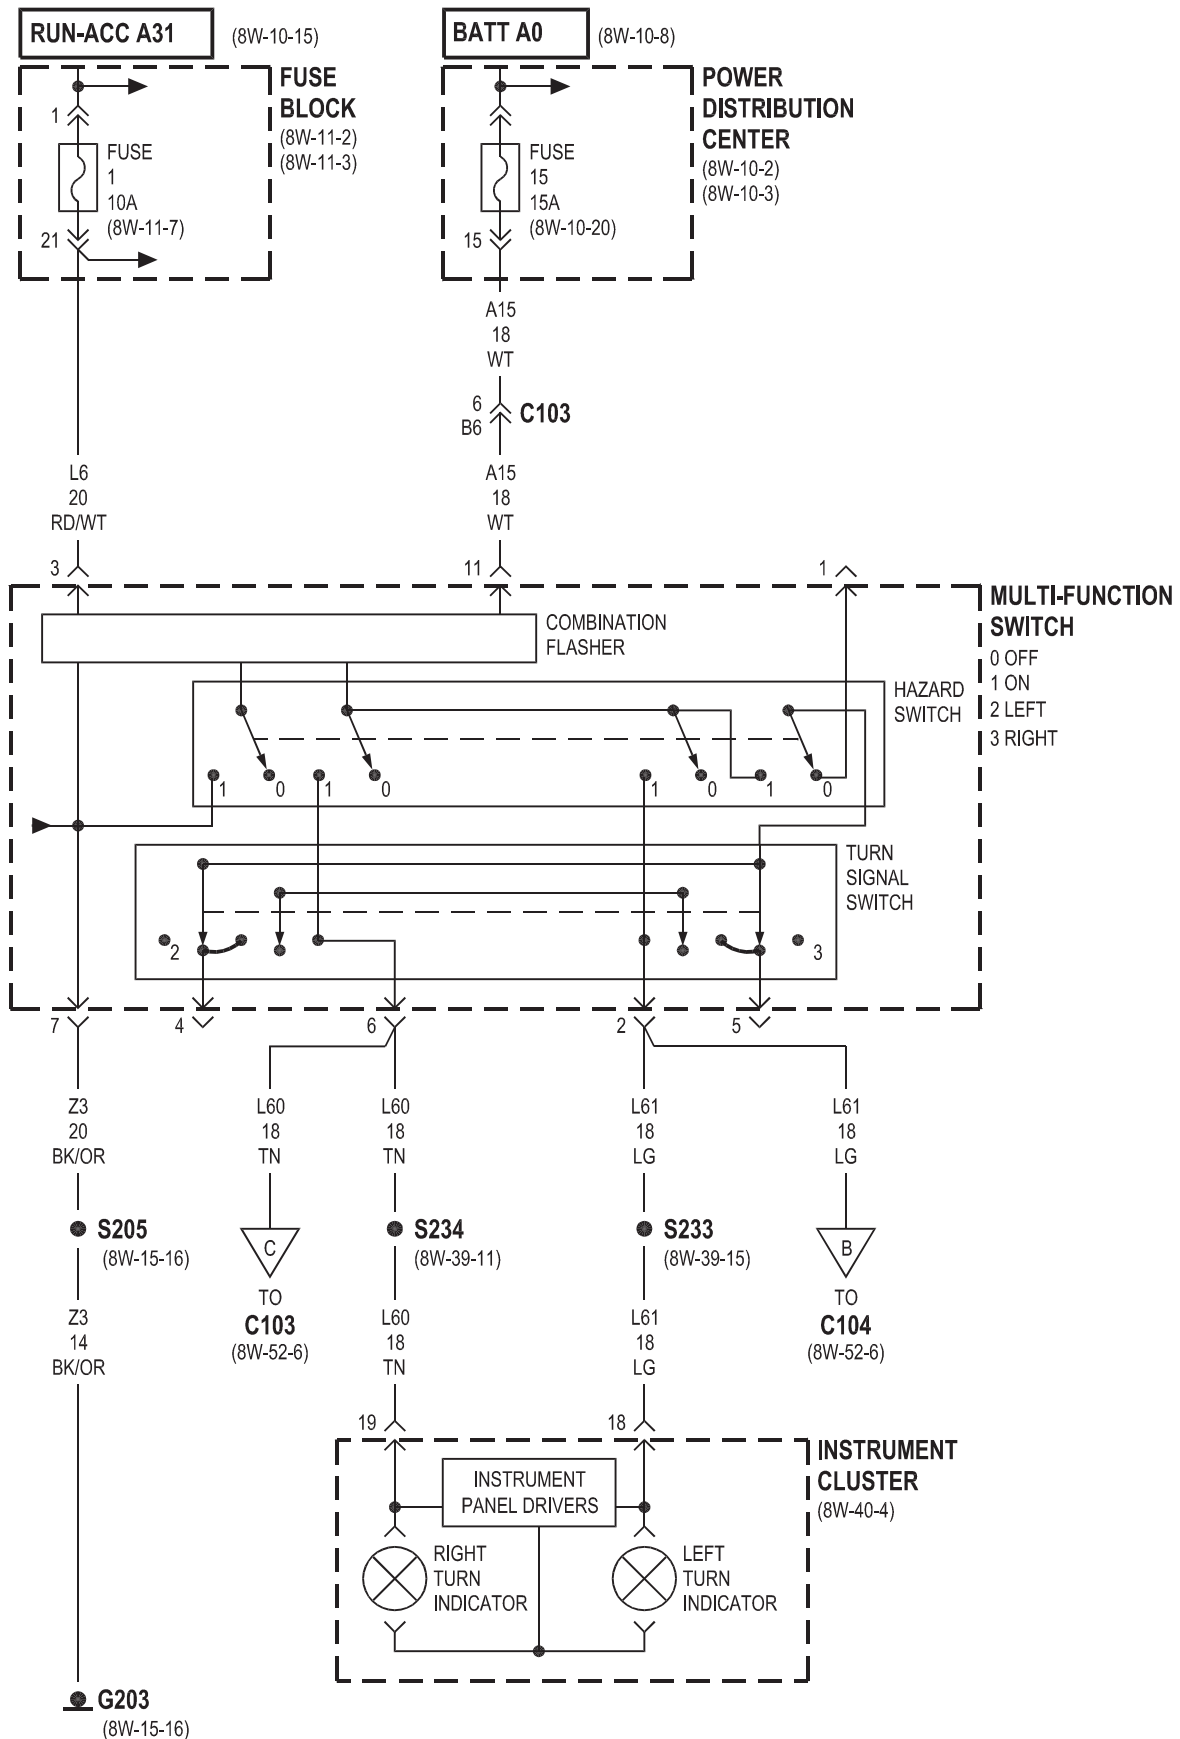 RUN-ACC A31
(8W-10-15)
BATT A0
(8W-10-8)
FUSE
BLOCK
(8W-11-2)
(8W-11-3)
1
FUSE
1
10A
(8W-11-7)
21
POWER
DISTRIBUTION
CENTER
(8W-10-2)
(8W-10-3)
FUSE
15
15A
(8W-10-20)
15
A15
18
WT
6
B6
C103
L6
20
RD/WT
A15
18
WT
3
11
1
MULTI-FUNCTION
SWITCH
0 OFF
1 ON
2 LEFT
3 RIGHT
COMBINATION
FLASHER
HAZARD
SWITCH
1
0
1
0
1
0
1
0
TURN
SIGNAL
SWITCH
2
3
7
4
6
2
5
Z3
20
BK/OR
L60
18
TN
L60
18
TN
L61
18
LG
L61
18
LG
S205
(8W-15-16)
C
TO
C103
(8W-52-6)
S234
(8W-39-11)
S233
(8W-39-15)
B
TO
C104
(8W-52-6)
Z3
14
BK/OR
L60
18
TN
L61
18
LG
19
18
INSTRUMENT
CLUSTER
(8W-40-4)
INSTRUMENT
PANEL DRIVERS
RIGHT
TURN
INDICATOR
LEFT
TURN
INDICATOR
G203
(8W-15-16)